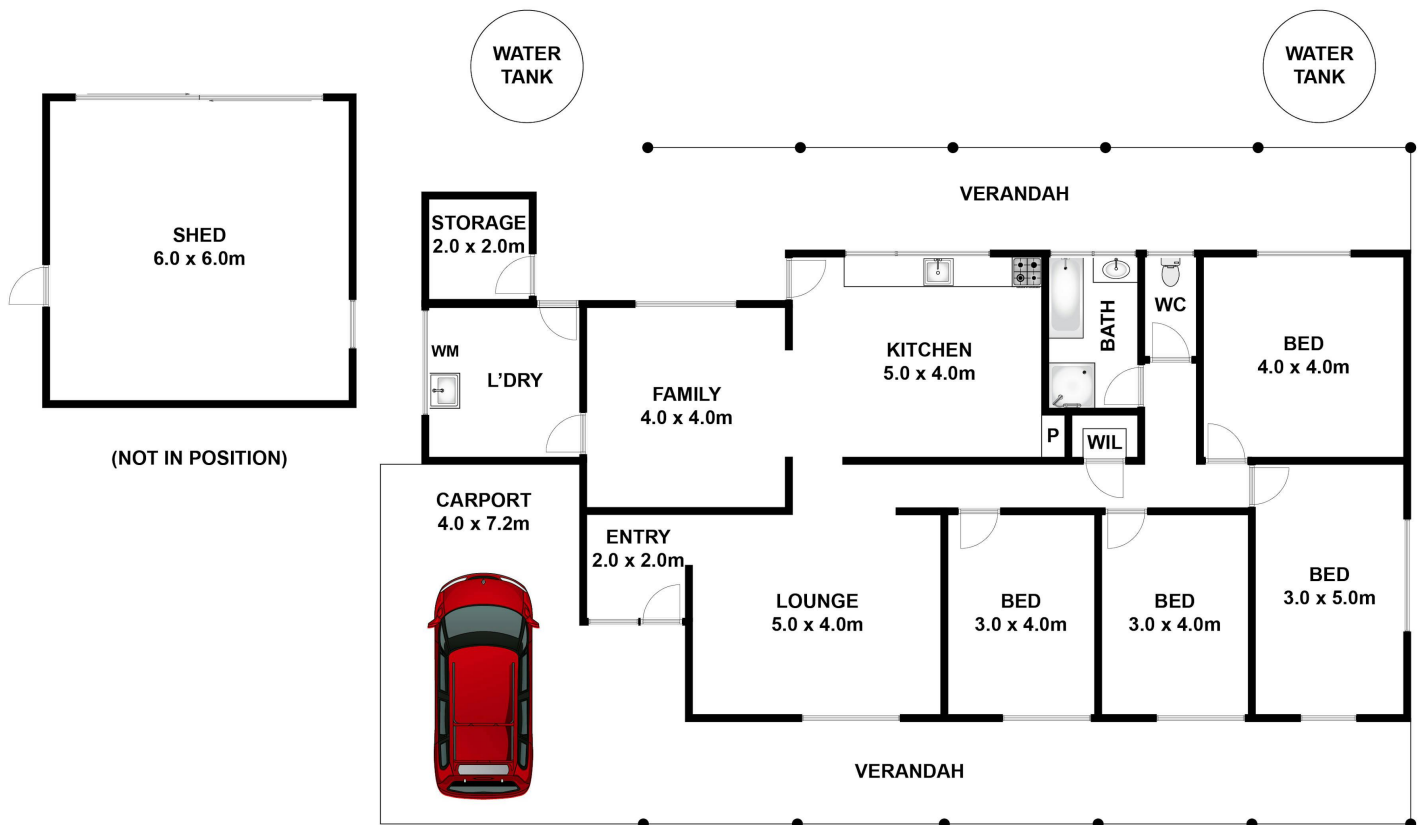 WATER
TANK
WATER
TANK
VERANDAH
STORAGE
2.0 x 2.0m
SHED
6.0 x 6.0m
WC
BATH
BED
4.0 x 4.0m
KITCHEN
5.0 x 4.0m
WM
L'DRY
FAMILY
4.0 x 4.0m
P
WIL
(NOT IN POSITION)
CARPORT
4.0 x 7.2m
ENTRY
2.0 x 2.0m
LOUNGE
5.0 x 4.0m
BED
3.0 x 4.0m
BED
3.0 x 4.0m
BED
3.0 x 5.0m
VERANDAH